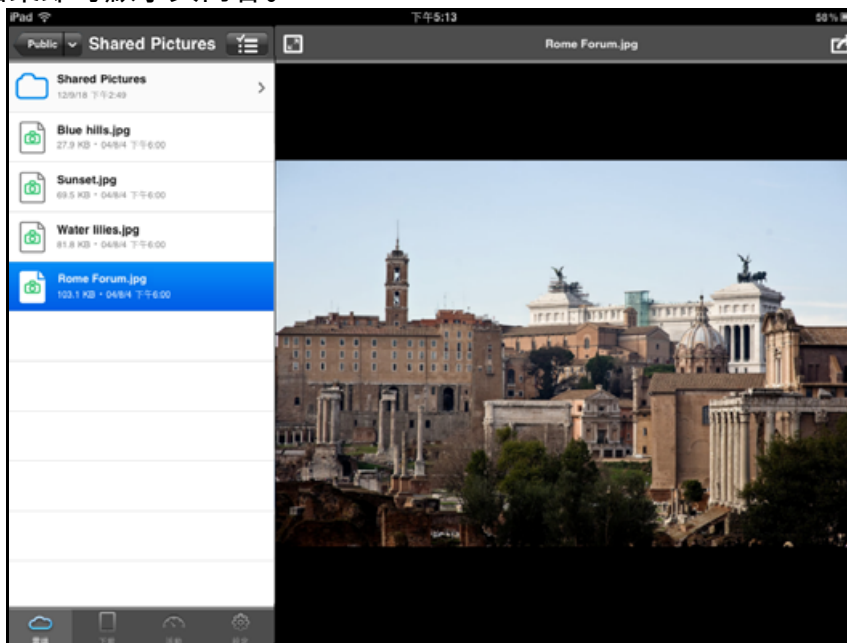 iPad
下午5:13
Public
Shared Pictures
Rome Forum.jpg
Shared Pictures
12/9/18 下午2:49
Blue hills.jpg
27.9 KB・04/8/4 下午6:00
Sunset.jpg
69.5 KB・04/8/4 下午6:00
Water lilies.jpg
81.8 KB・04/8/4 下午6:00
Rome Forum.jpg
103.1 KB・04/8/4 下午6:00